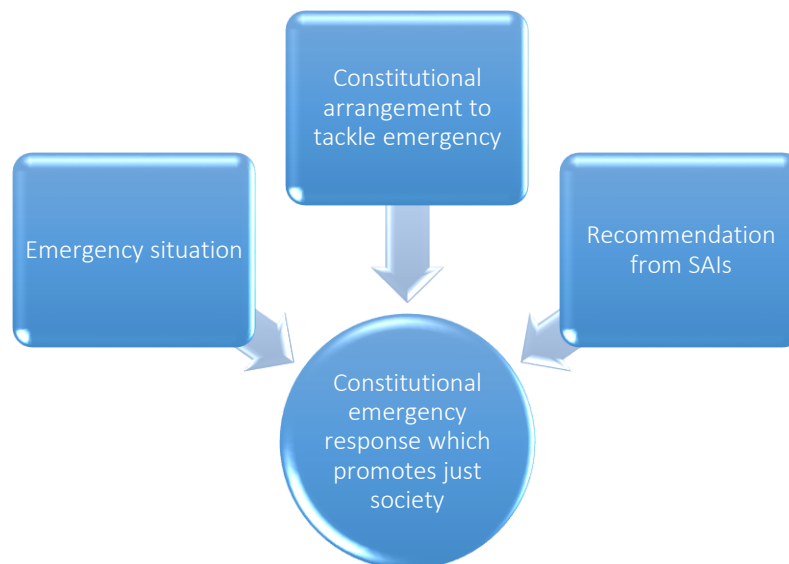 Constitutional
arrangement to
tackle emergency
Emergency situation
Recommendation
from SAIs
Constitutional
emergency
response which
promotes just
society